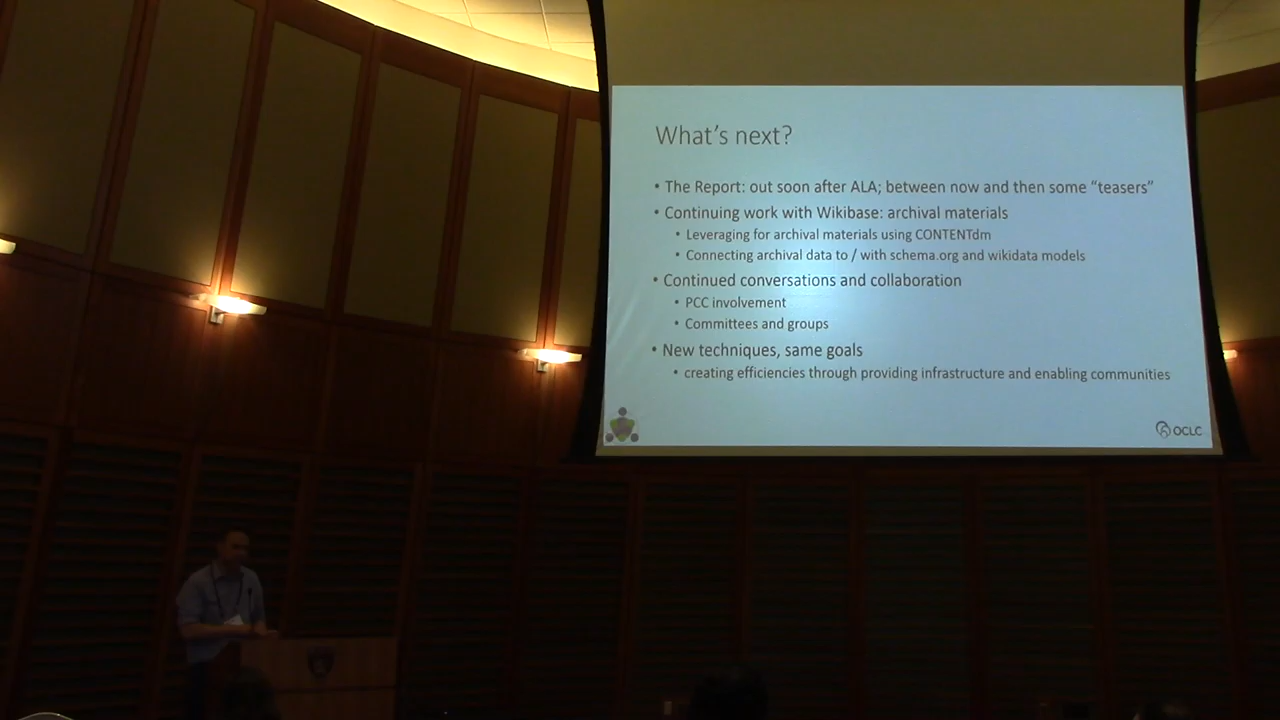 What's next?
• The Report: out soon after ALA; between now and then some “teasers”
• Continuing work with Wikibase: archival materials
• Leveraging for archival materials using CONTENTdm
• Connecting archival data to / with schema.org and wikidata models
• Continued conversations and collaboration
• PCC involvement
• Committees and groups
• New techniques, same goals
• creating efficiencies through providing infrastructure and enabling communities
OCLC